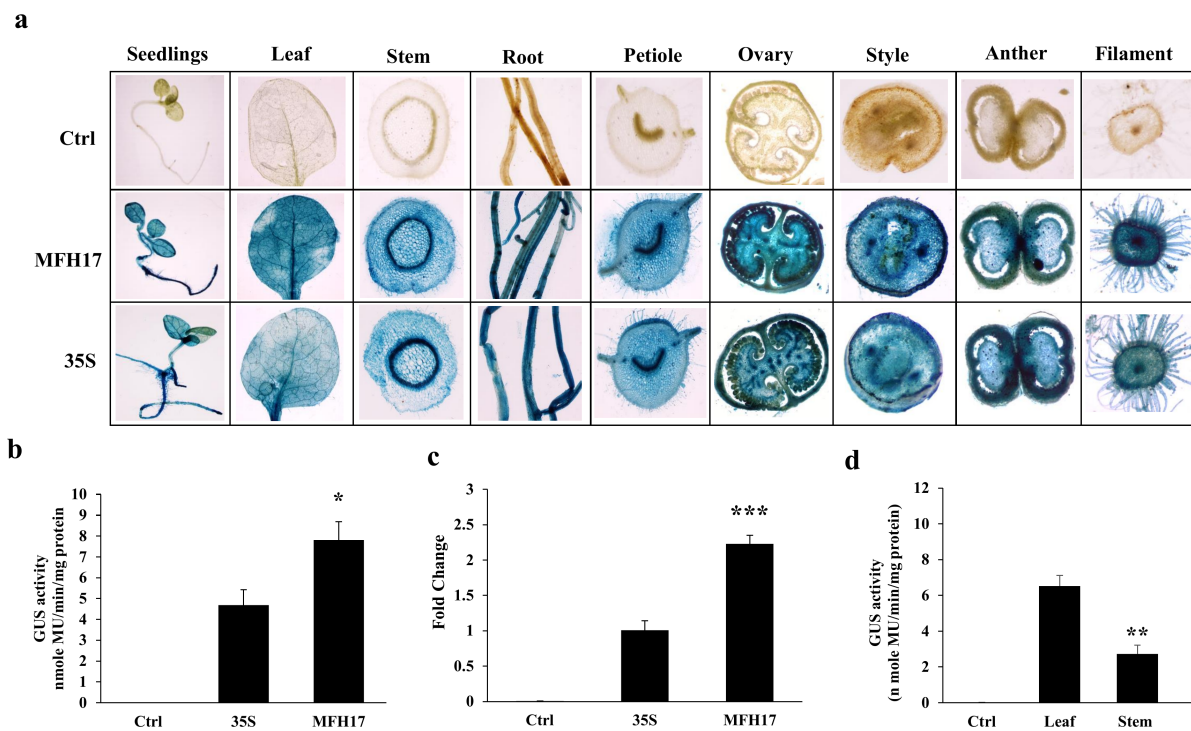 a
Seedlings Leaf Stem Root Petiole Ovary Style Anther Filament
Ctrl
MFH17
35S
b
GUS activity
nmole MU/min/mg protein
10
9
8
7
6
5
4
3
2
1
0
*
Ctrl 35S MFH17
c
Fold Change
3
2.5
2
1.5
1
0.5
0
***
Ctrl 35S MFH17
d
GUS activity
(n mole MU/min/mg protein)
12
10
8
6
4
2
0
**
Ctrl Leaf Stem